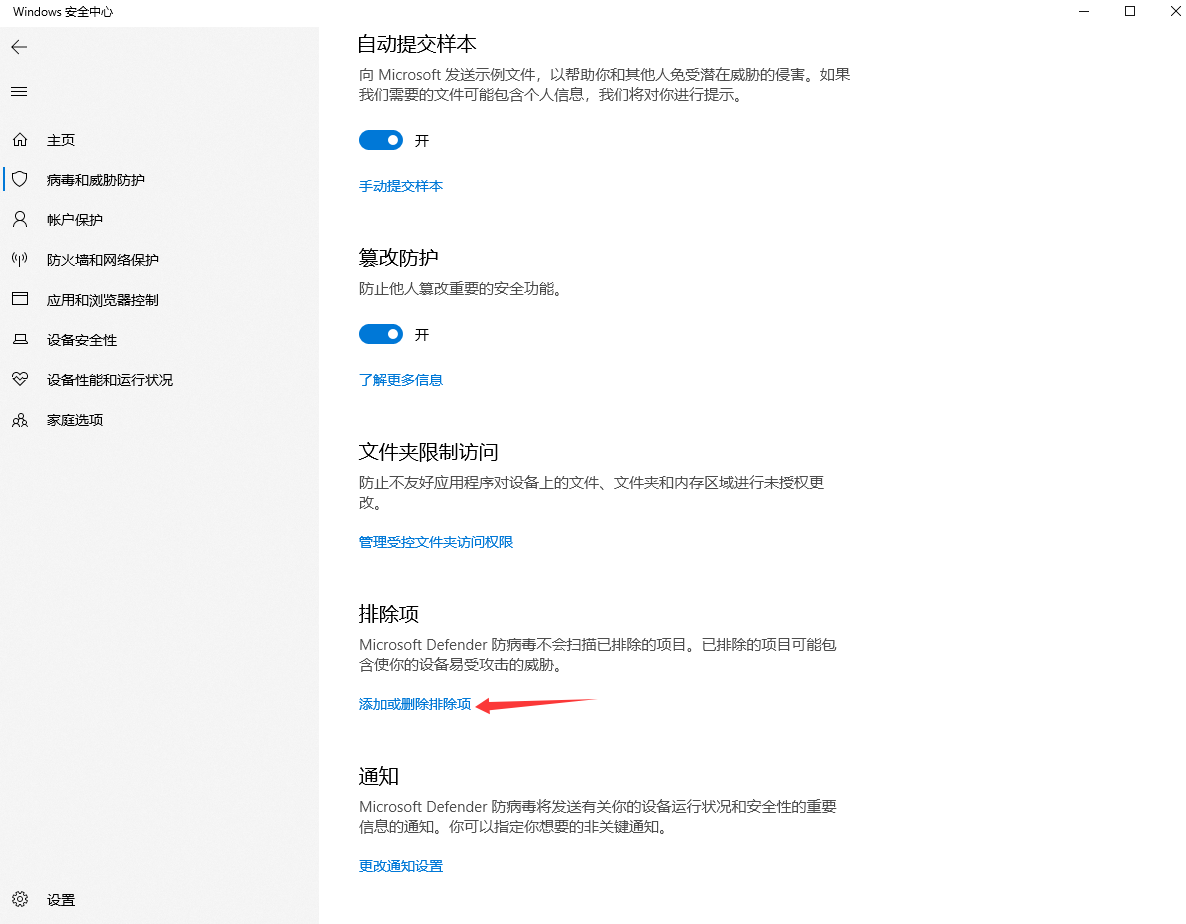 Windows 安全中心
主页
病毒和威胁防护
帐户保护
防火墙和网络保护
应用和浏览器控制
设备安全性
设备性能和运行状况
家庭选项
设置
自动提交样本
向 Microsoft 发送示例文件，以帮助你和其他人免受潜在威胁的侵害。如果
我们需要的文件可能包含个人信息，我们将对你进行提示。
开
手动提交样本
篡改防护
防止他人篡改重要的安全功能。
开
了解更多信息
文件夹限制访问
防止不友好应用程序对设备上的文件、文件夹和内存区域进行未授权更
改。
管理受控文件夹访问权限
排除项
Microsoft Defender 防病毒不会扫描已排除的项目。已排除的项目可能包
含使你的设备易受攻击的威胁。
添加或删除排除项
通知
Microsoft Defender 防病毒将发送有关你的设备运行状况和安全性的重要
信息的通知。你可以指定你想要的非关键通知。
更改通知设置